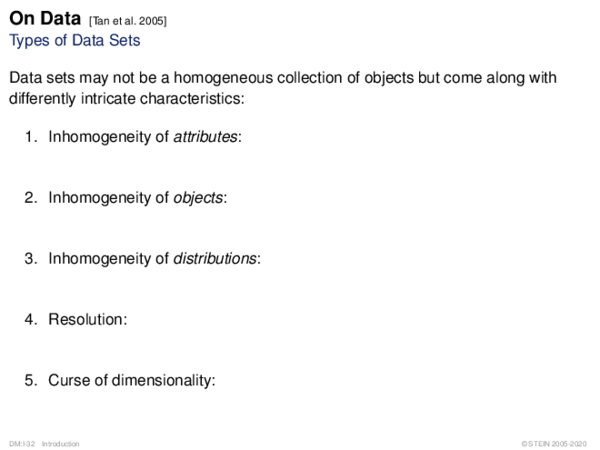 On Data [Tan et al. 2005]
Types of Data Sets
Data sets may not be a homogeneous collection of objects but come along with
differently intricate characteristics:
1. Inhomogeneity of attributes:
2. Inhomogeneity of objects:
3. Inhomogeneity of distributions:
4. Resolution:
5. Curse of dimensionality:
DM:I-32 Introduction
© STEIN 2005-2020